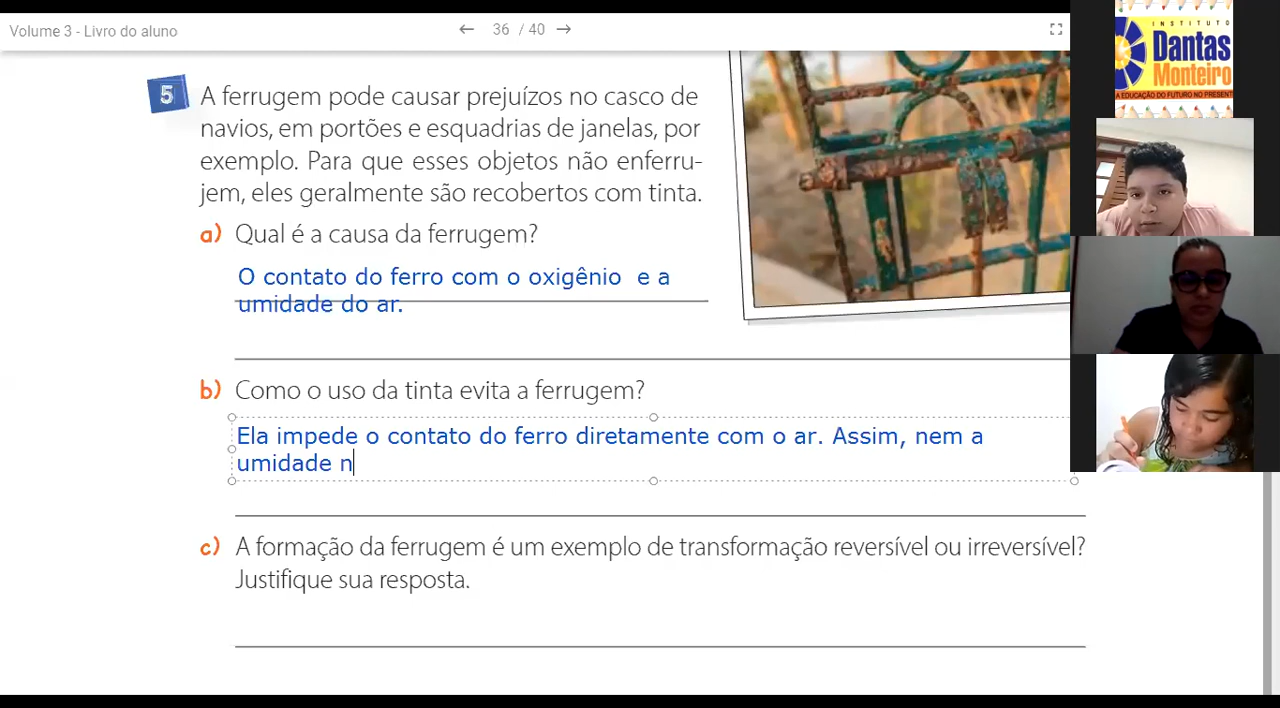 Volume 3 - Livro do aluno
← 36 / 40 →
INSTITUTO
Dantas
Monteiro
A EDUCAÇÃO DO FUTURO NO PRESENT
5 A ferrugem pode causar prejuízos no casco de
navios, em portões e esquadrias de janelas, por
exemplo. Para que esses objetos não enferru-
jem, eles geralmente são recobertos com tinta.
a) Qual é a causa da ferrugem?
O contato do ferro com o oxigênio e a
umidade do ar.
b) Como o uso da tinta evita a ferrugem?
Ela impede o contato do ferro diretamente com o ar. Assim, nem a
umidade n
c) A formação da ferrugem é um exemplo de transformação reversível ou irreversível?
Justifique sua resposta.